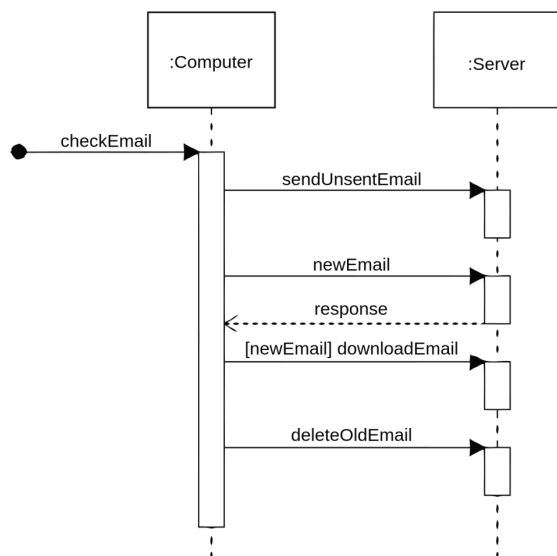 :Computer
:Server
checkEmail
sendUnsentEmail
newEmail
response
[newEmail] downloadEmail
deleteOldEmail